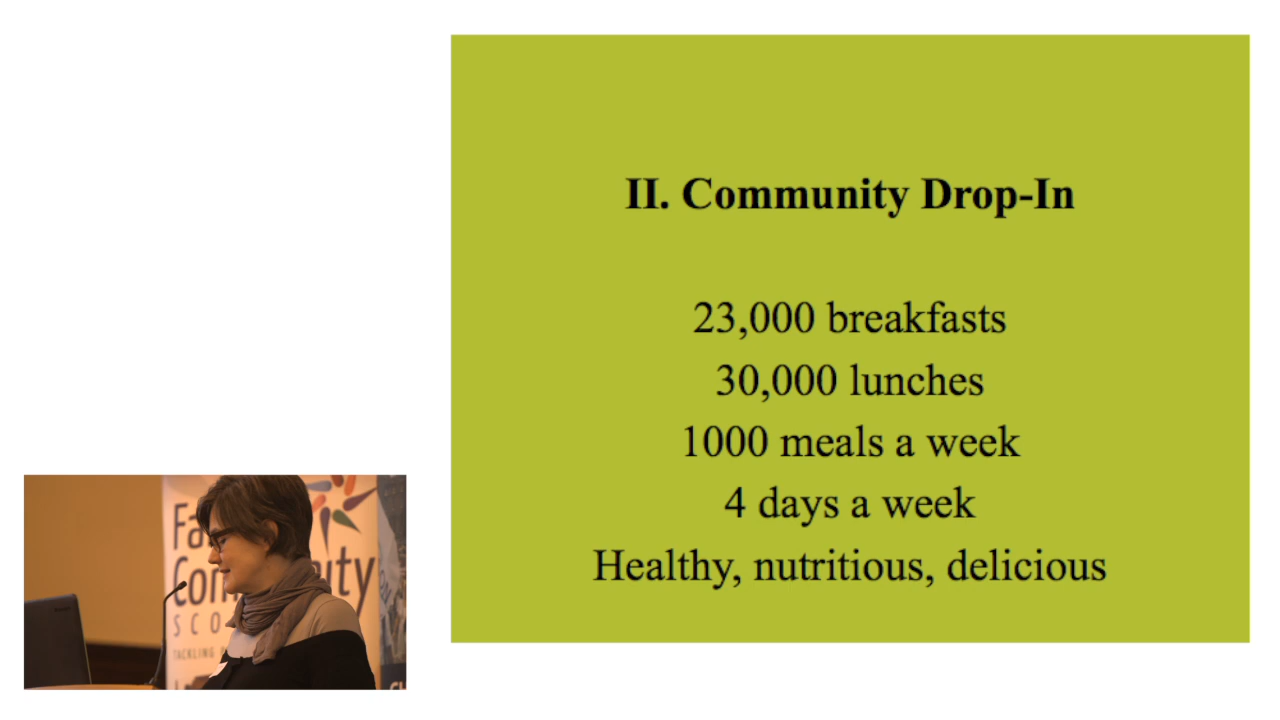 II. Community Drop-In
23,000 breakfasts
30,000 lunches
1000 meals a week
4 days a week
Healthy, nutritious, delicious